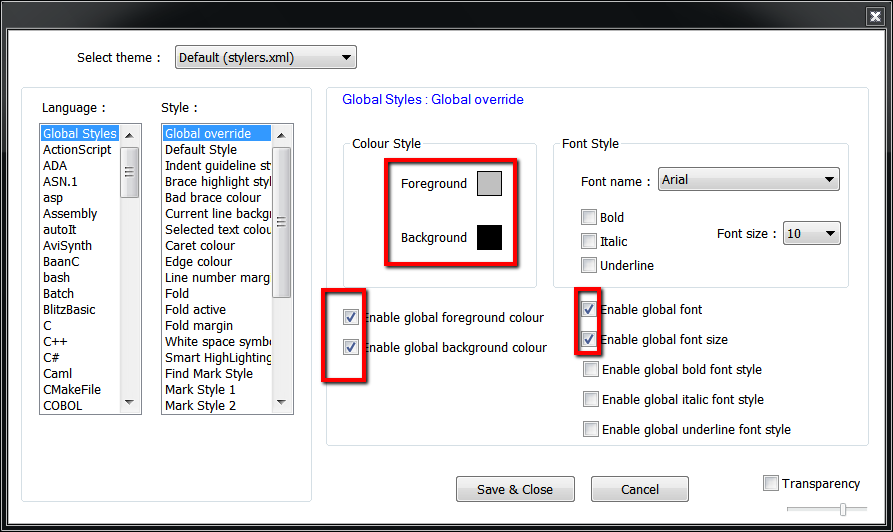 Select theme : Default (stylers.xml)
Language :
Global Styles
ActionScript
ADA
ASN.1
asp
Assembly
autoIt
AviSynth
BaanC
bash
Batch
BlitzBasic
C
C++
C#
Caml
CMakeFile
COBOL
Style :
Global override
Default Style
Indent guideline st
Brace highlight styl
Bad brace colour
Current line backg
Selected text colou
Caret colour
Edge colour
Line number marg
Fold
Fold active
Fold margin
White space symb
Smart HighLighting
Find Mark Style
Mark Style 1
Mark Style 2
Global Styles : Global override
Colour Style
Foreground
Background
Enable global foreground colour
Enable global background colour
Font Style
Font name : Arial
Bold
Italic
Underline
Font size : 10
Enable global font
Enable global font size
Enable global bold font style
Enable global italic font style
Enable global underline font style
Save & Close
Cancel
Transparency